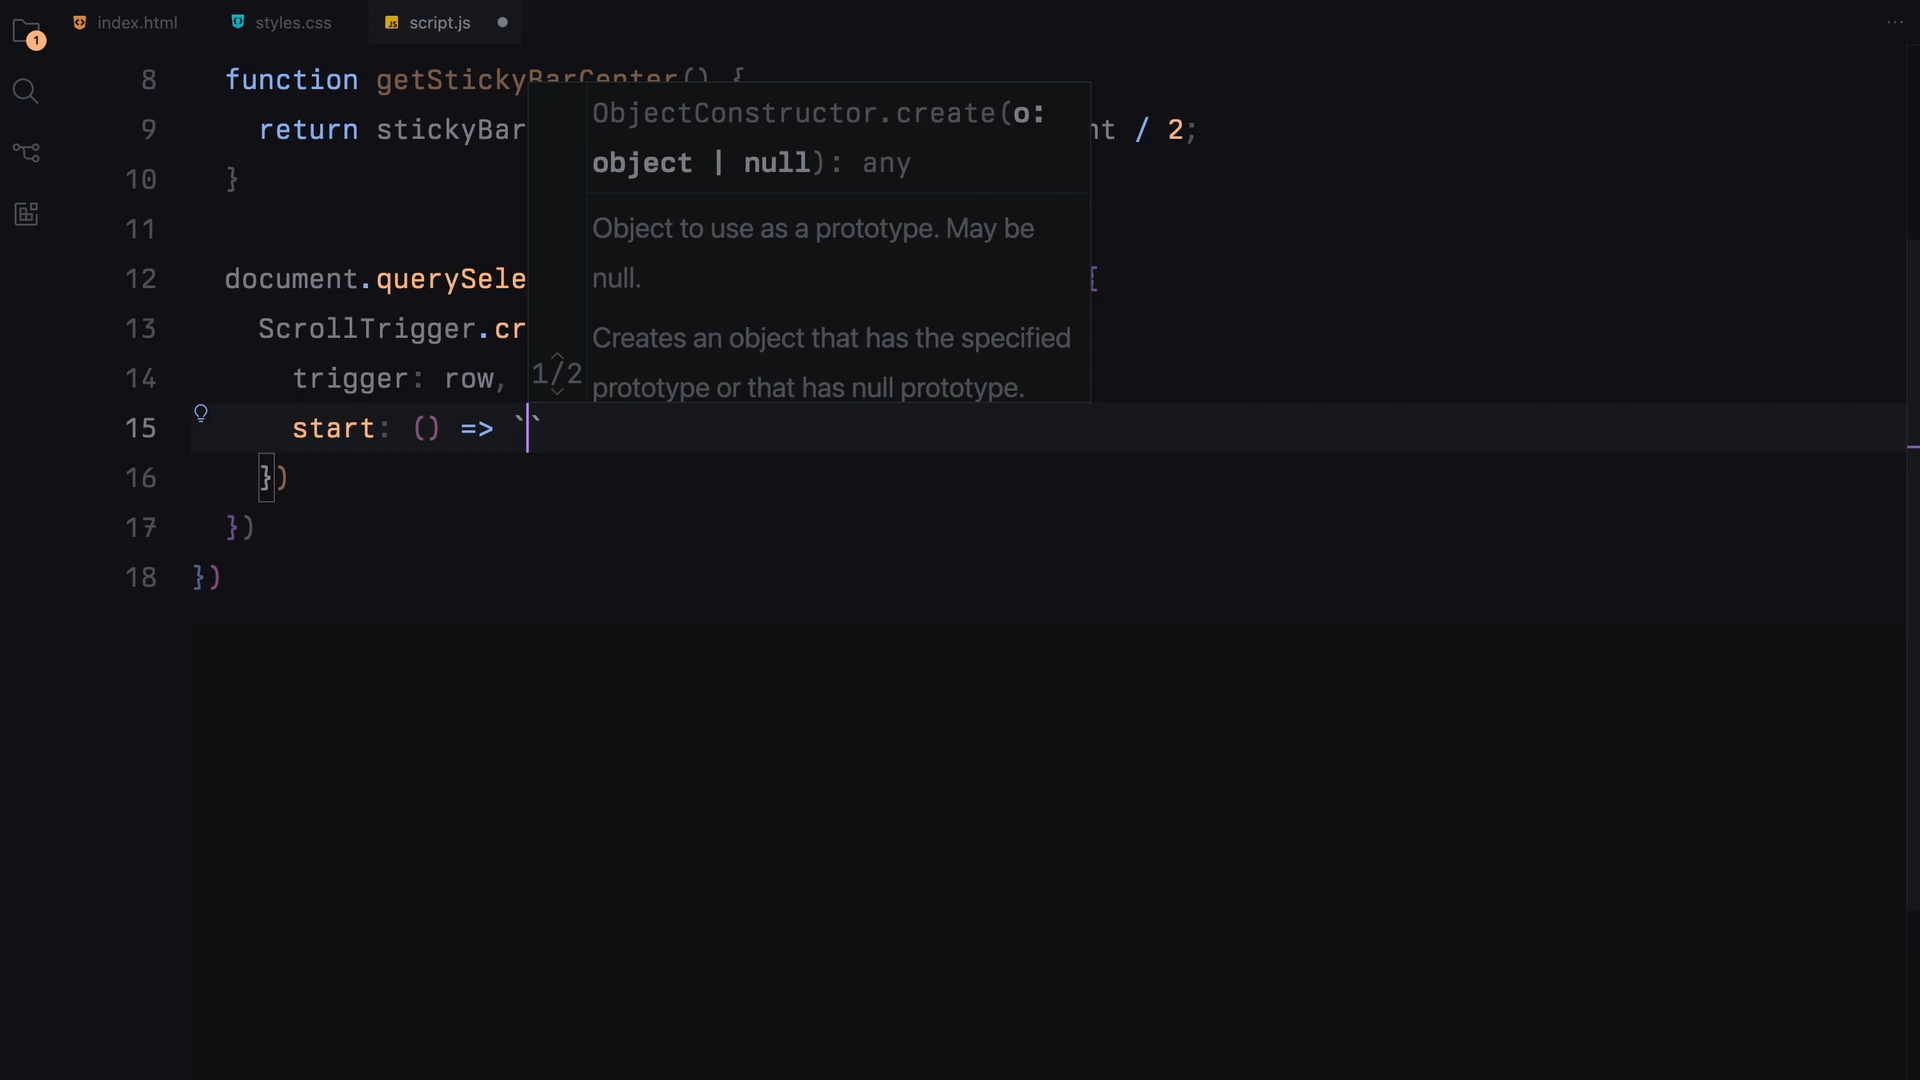 1
index.html
styles.css
JS script.js
8 function getStickyBarCenter() {
9 return stickyBar nt / 2;
10 }
11
12 document.querySele {
13 ScrollTrigger.cr
14 trigger: row,
15 start: () => ``
16 })
17 })
18 })
ObjectConstructor.create(o:
object | null): any
Object to use as a prototype. May be
null.
1/2
Creates an object that has the specified
prototype or that has null prototype.